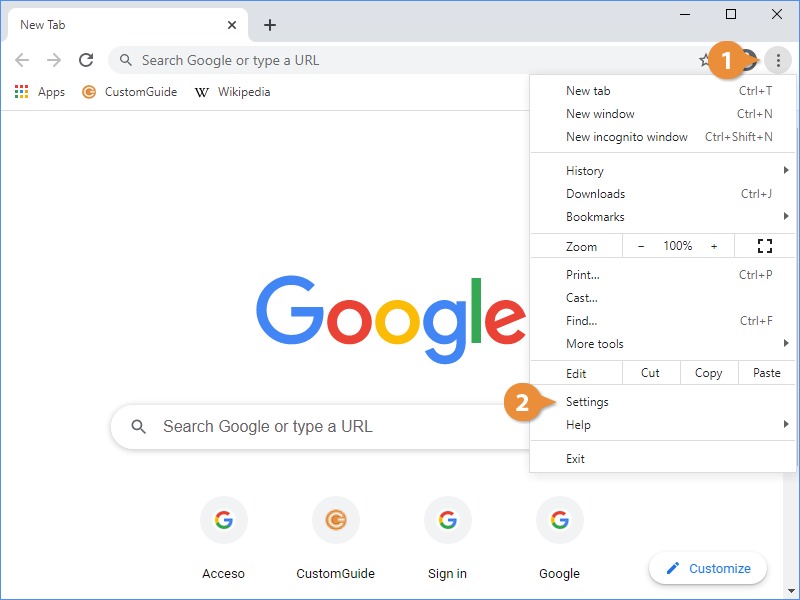 New Tab
Search Google or type a URL
1
Apps CustomGuide W Wikipedia
New tab Ctrl+T
New window Ctrl+N
New incognito window Ctrl+Shift+N
History
Downloads Ctrl+J
Bookmarks
Zoom − 100% +
Print... Ctrl+P
Cast...
Find... Ctrl+F
More tools
Edit Cut Copy Paste
2 Settings
Help
Exit
Google
Search Google or type a URL
Acceso CustomGuide Sign in Google
Customize